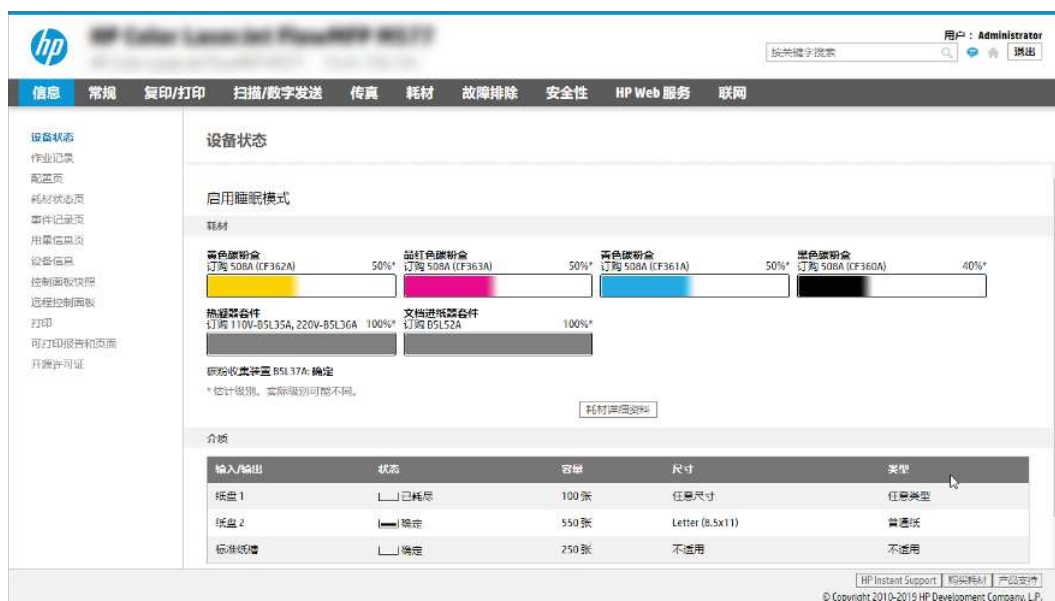 hp
用户：Administrator
按关键字搜索
退出
信息 常规 复印/打印 扫描/数字发送 传真 耗材 故障排除 安全性 HP Web 服务 联网
设备状态
作业记录
配置页
耗材状态页
事件记录页
用量信息页
设备信息
控制面板快照
远程控制面板
打印
可打印报告和页面
开源许可证
设备状态
启用睡眠模式
耗材
黄色碳粉盒
订购 508A (CF362A) 50%*
品红色碳粉盒
订购 508A (CF363A) 50%*
青色碳粉盒
订购 508A (CF361A) 50%*
黑色碳粉盒
订购 508A (CF360A) 40%*
热凝器套件
订购 110V-B5L35A, 220V-B5L36A 100%*
文档进纸器套件
订购 B5L52A 100%*
碳粉收集装置 B5L37A: 确定
* 估计级别。实际级别可能不同。
耗材详细资料
介质
输入/输出 状态 容量 尺寸 类型
纸盘 1 已耗尽 100 张 任意尺寸 任意类型
纸盘 2 确定 550 张 Letter (8.5x11) 普通纸
标准纸槽 确定 250 张 不适用 不适用
HP Instant Support 购买耗材 产品支持
© Copyright 2010-2019 HP Development Company, L.P.